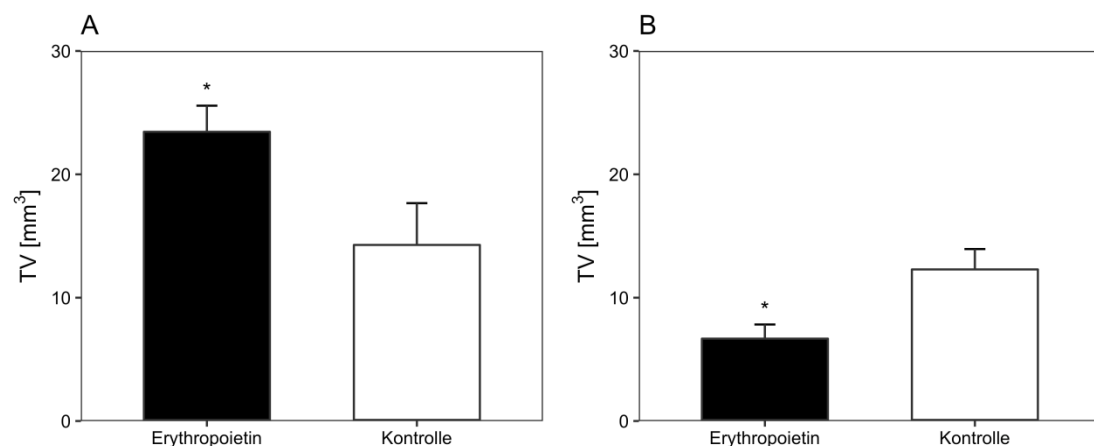 A
TV [mm³]
30
20
10
0
*
Erythropoietin
Kontrolle
B
TV [mm³]
30
20
10
0
*
Erythropoietin
Kontrolle